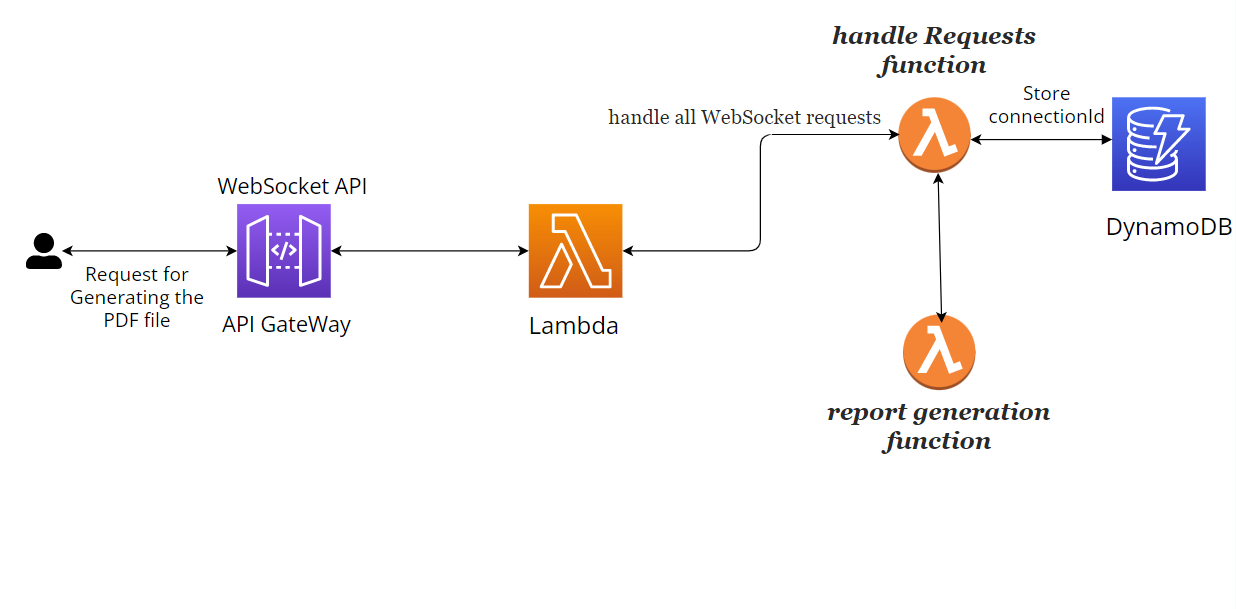 handle Requests
function
Store
connectionId
handle all WebSocket requests
WebSocket API
DynamoDB
Request for
Generating the
PDF file
API GateWay
Lambda
report generation
function